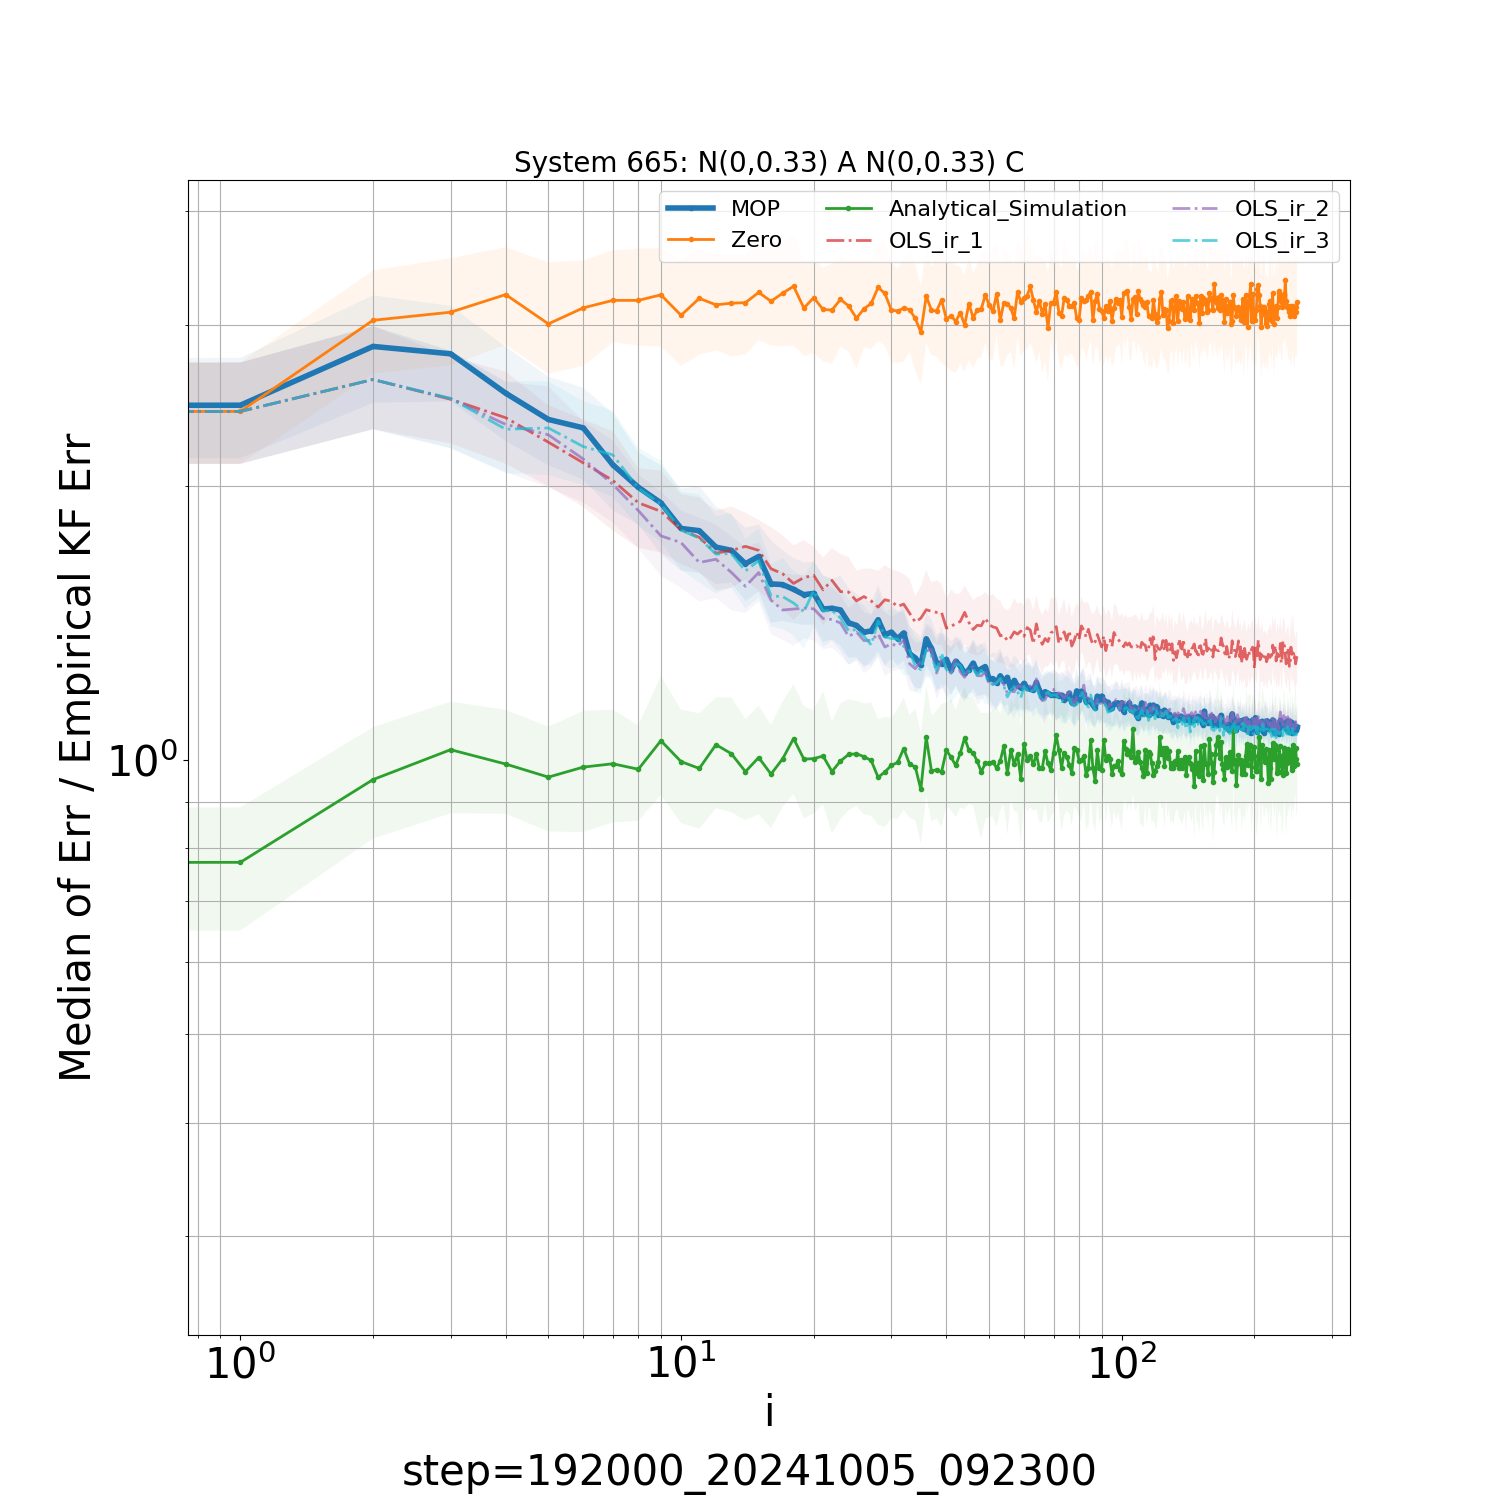 System 665: N(0,0.33) A N(0,0.33) C
MOP
Zero
Analytical_Simulation
OLS_ir_1
OLS_ir_2
OLS_ir_3
Median of Err / Empirical KF Err
10⁰
10⁰
10¹
10²
i
step=192000_20241005_092300